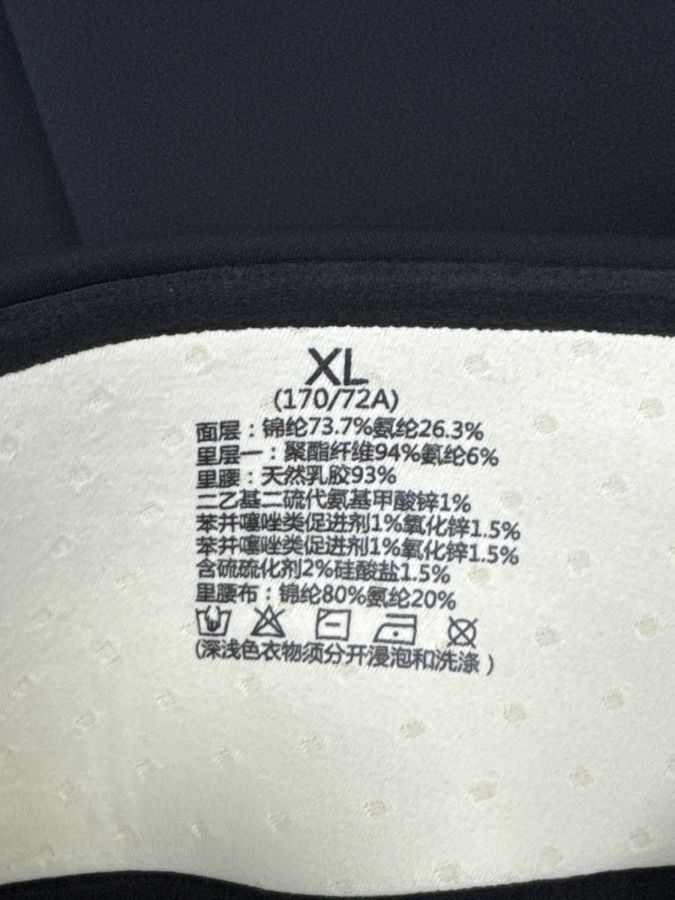 XL
(170/72A)
面层：锦纶73.7%氨纶26.3%
里层一：聚酯纤维94%氨纶6%
里腰：天然乳胶93%
二乙基二硫代氨基甲酸锌1%
苯并噻唑类促进剂1%氧化锌1.5%
苯并噻唑类促进剂1%氧化锌1.5%
含硫硫化剂2%硅酸盐1.5%
里腰布：锦纶80%氨纶20%
(深浅色衣物须分开浸泡和洗涤)